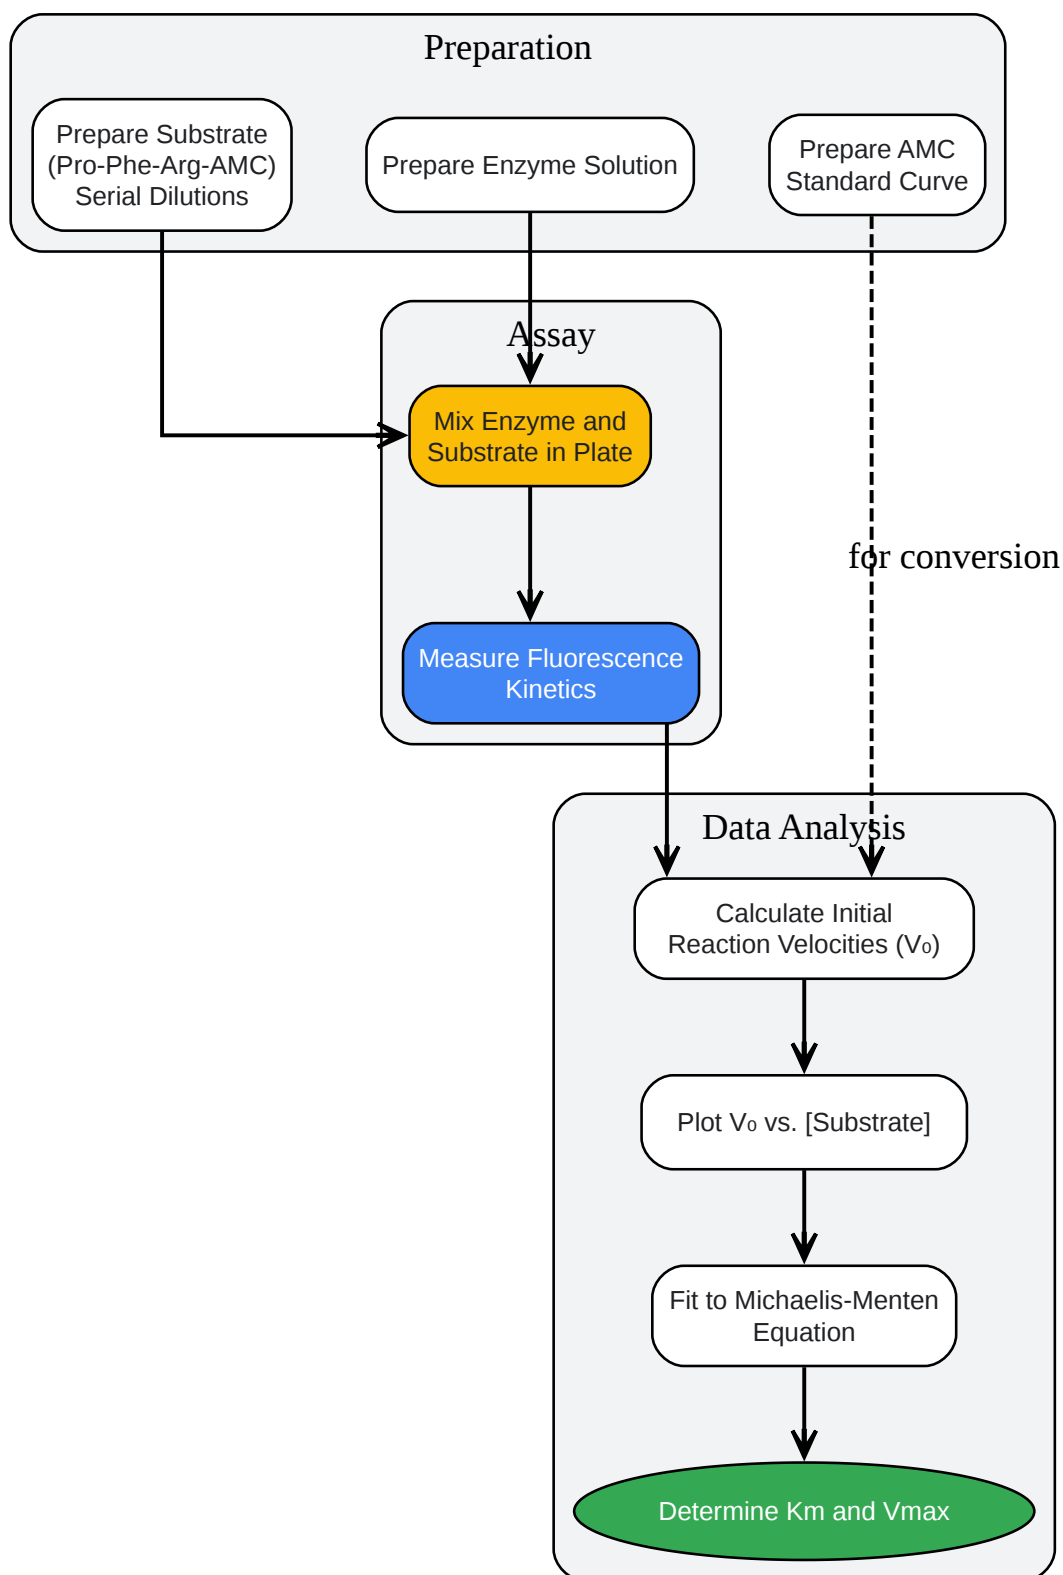 Preparation
Prepare Substrate
(Pro-Phe-Arg-AMC)
Serial Dilutions
Prepare Enzyme Solution
Prepare AMC
Standard Curve
Assay
Mix Enzyme and
Substrate in Plate
for conversion
Measure Fluorescence
Kinetics
Data Analysis
Calculate Initial
Reaction Velocities (V₀)
Plot V₀ vs. [Substrate]
Fit to Michaelis-Menten
Equation
Determine Km and Vmax